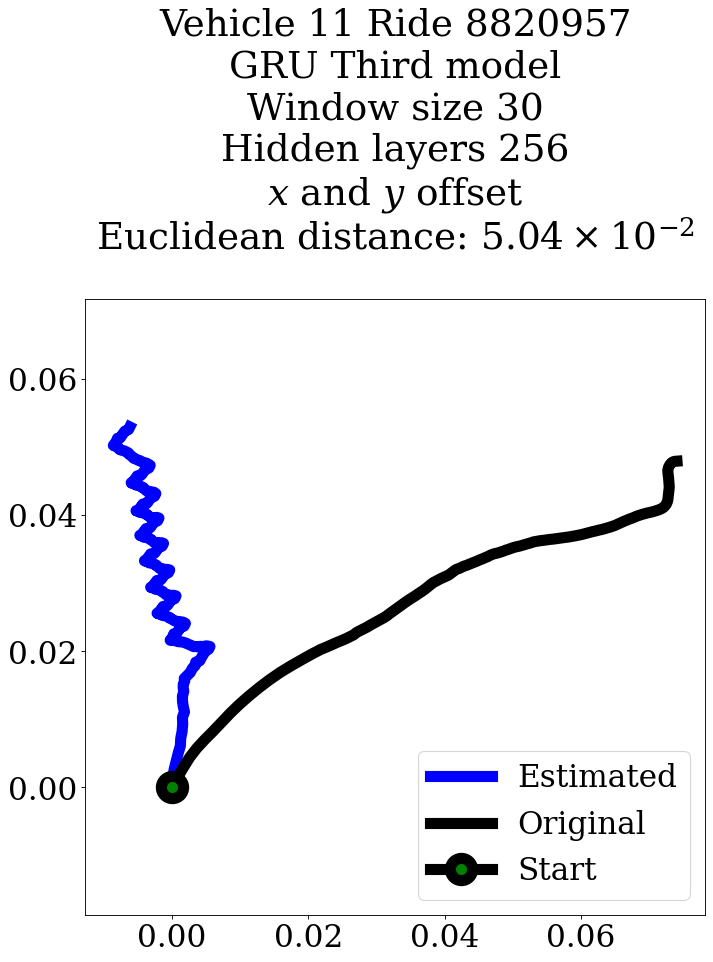 Vehicle 11 Ride 8820957
GRU Third model
Window size 30
Hidden layers 256
x and y offset
Euclidean distance: 5.04 × 10⁻²
0.06
0.04
0.02
0.00
Estimated
Original
Start
0.00 0.02 0.04 0.06